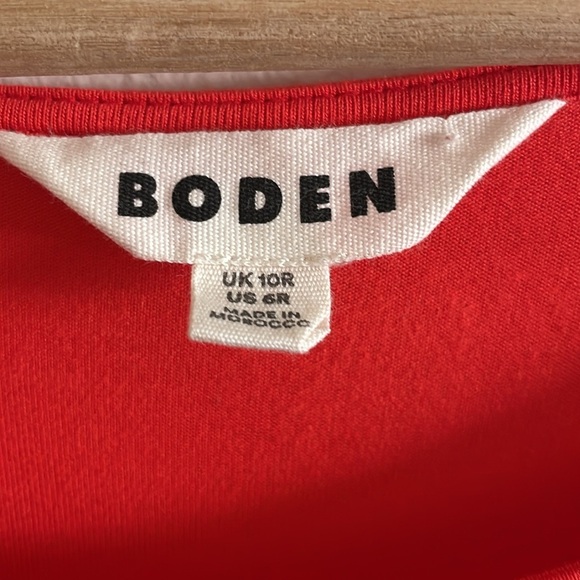 BODEN
UK 10R
US 6R
MADE IN
MOROCCO